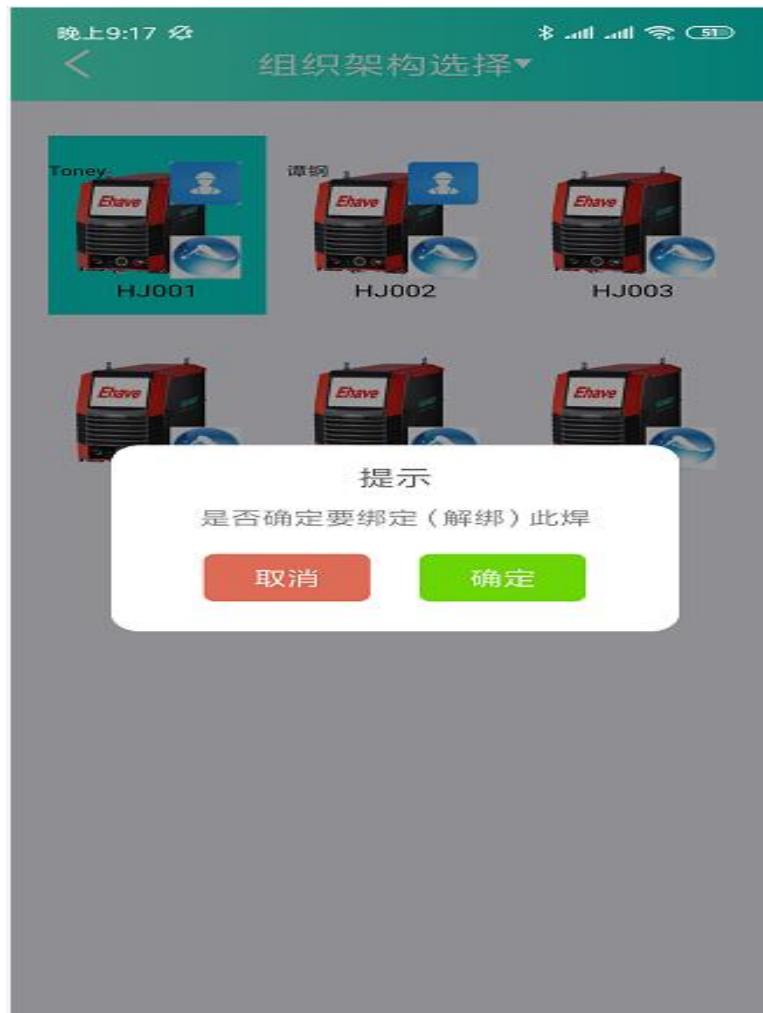 晚上9:17
51
组织架构选择
Toney
谭钢
Ehave
Ehave
Ehave
HJ001
HJ002
HJ003
Ehave
Ehave
Ehave
提示
是否确定要绑定(解绑)此焊
取消
确定